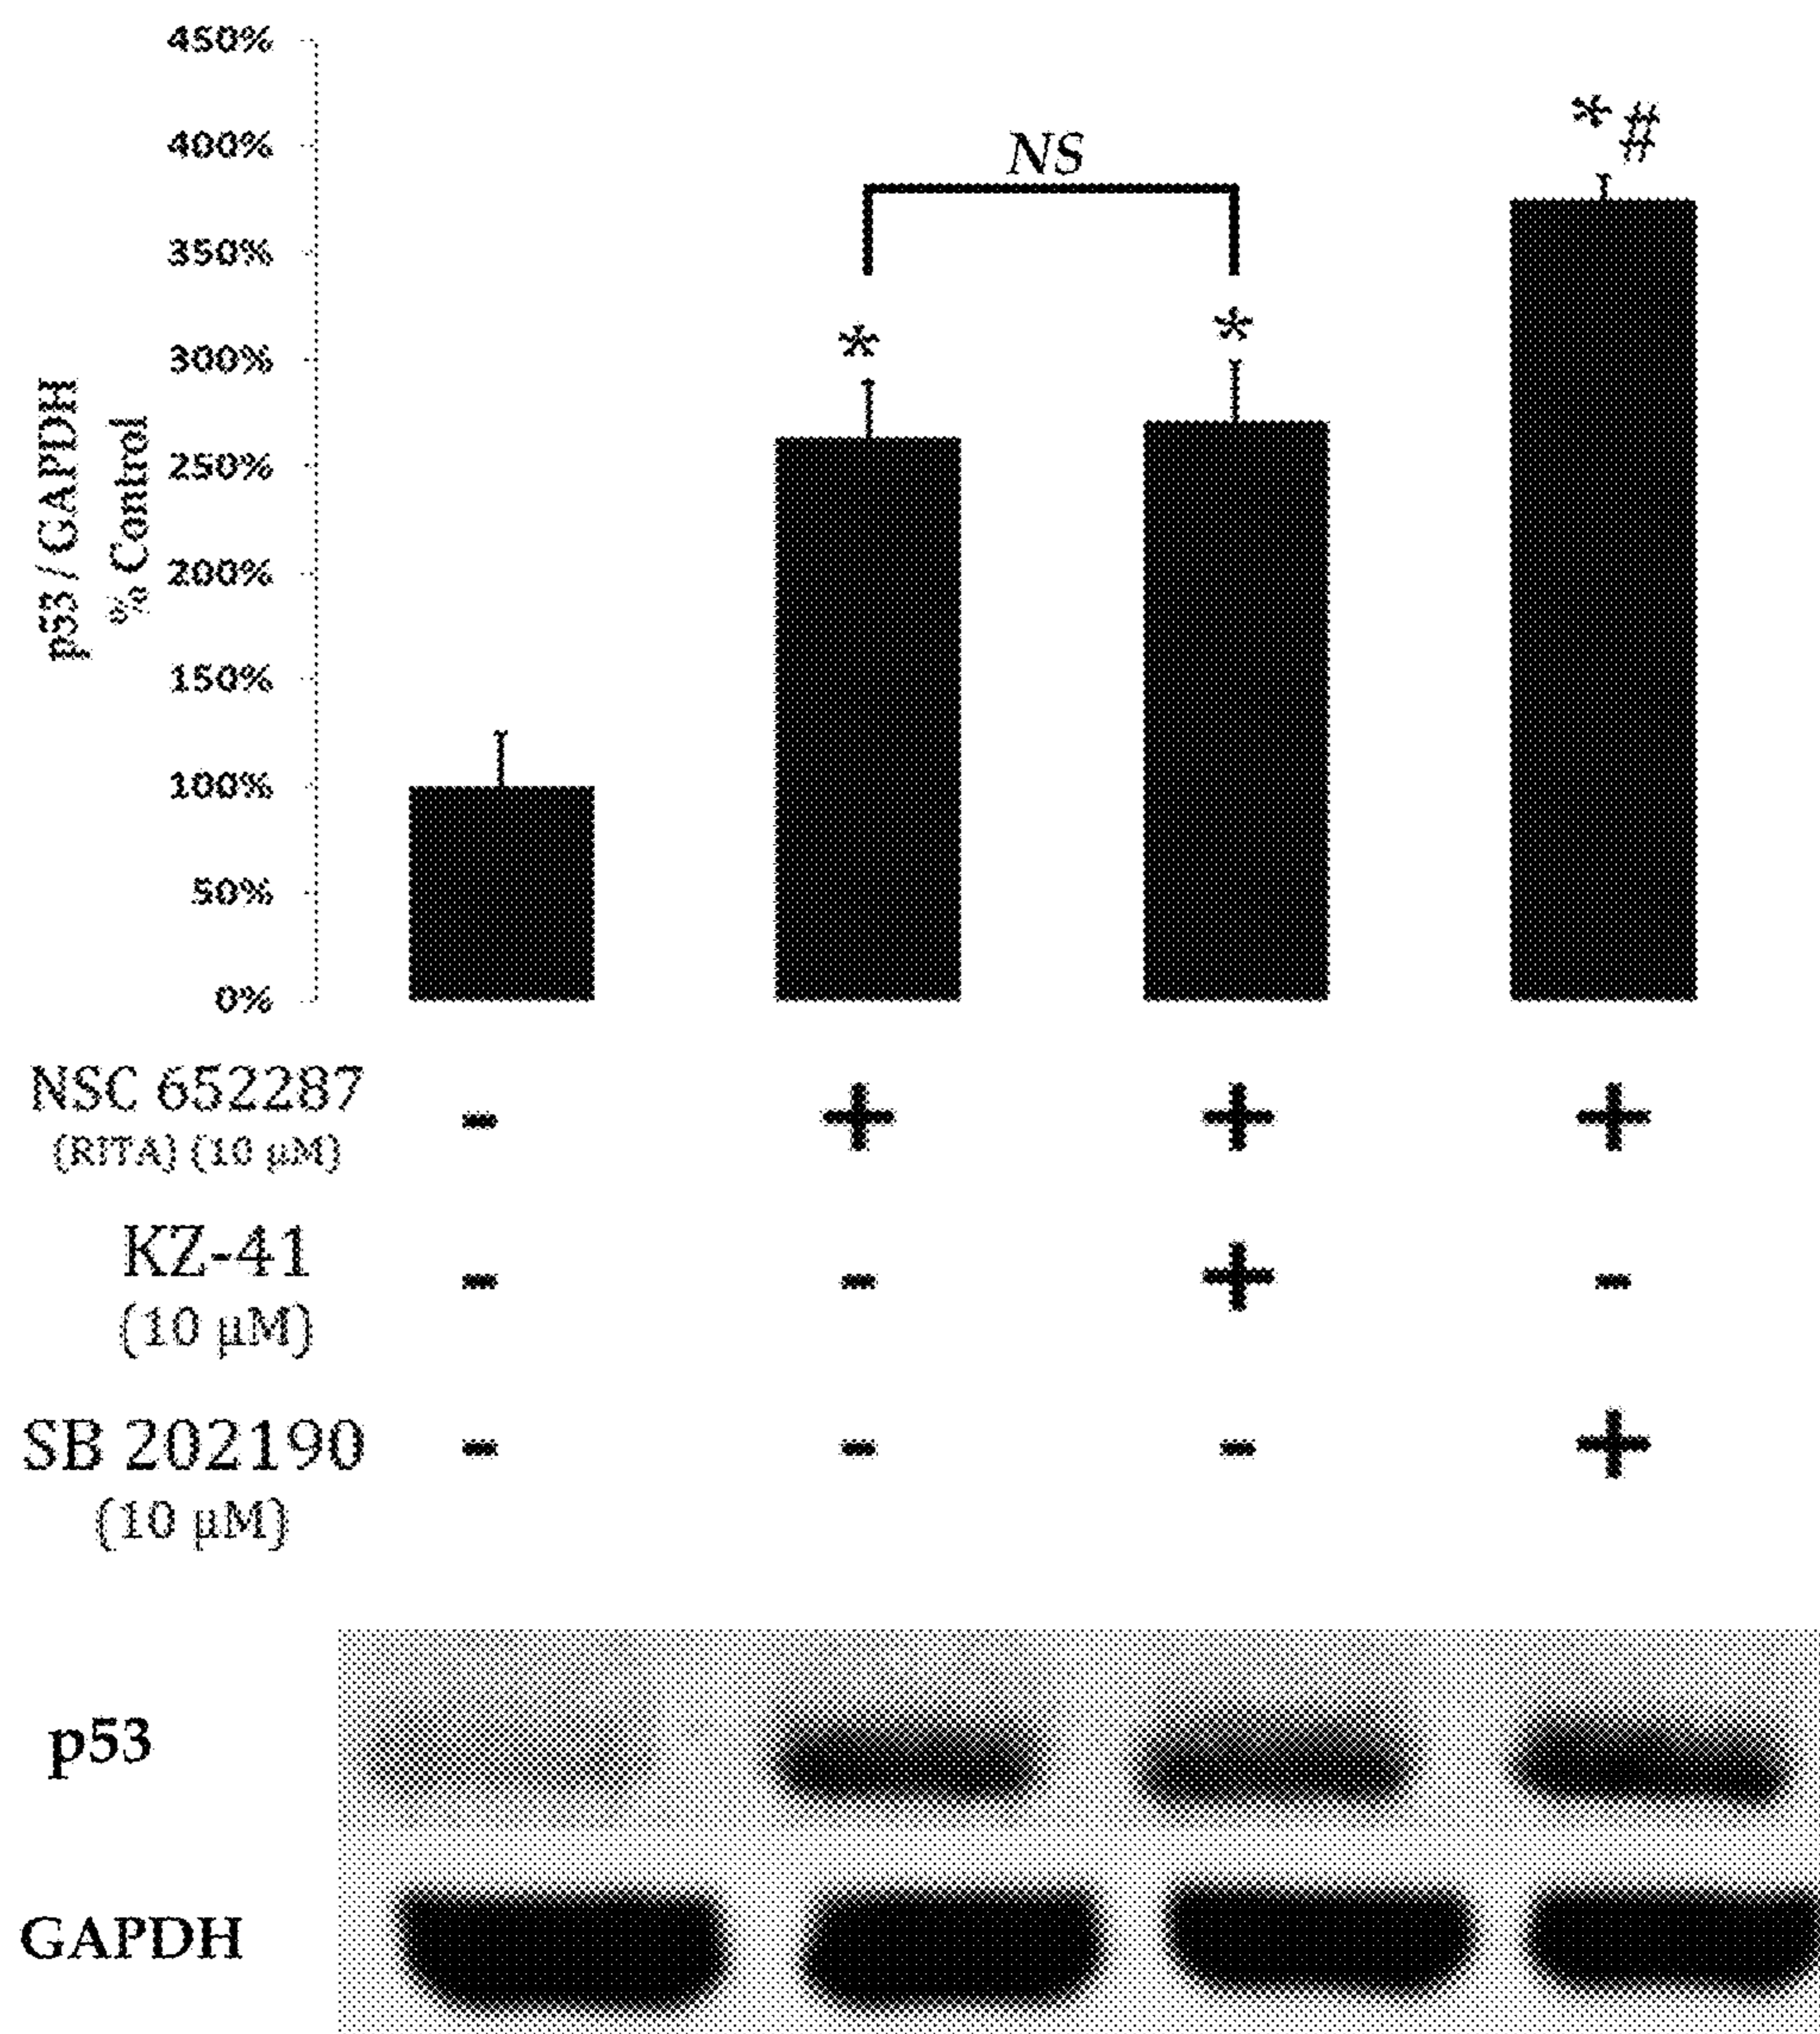 450%
400%
350%
300%
250%
200%
150%
100%
50%
0%
p53 / GAPDH
% Control
NS
*
*
*#
NSC 652287 - + + +
(RITA) (10 µM)
KZ-41 - - + -
(10 µM)
SB 202190 - - - +
(10 µM)
p53
GAPDH